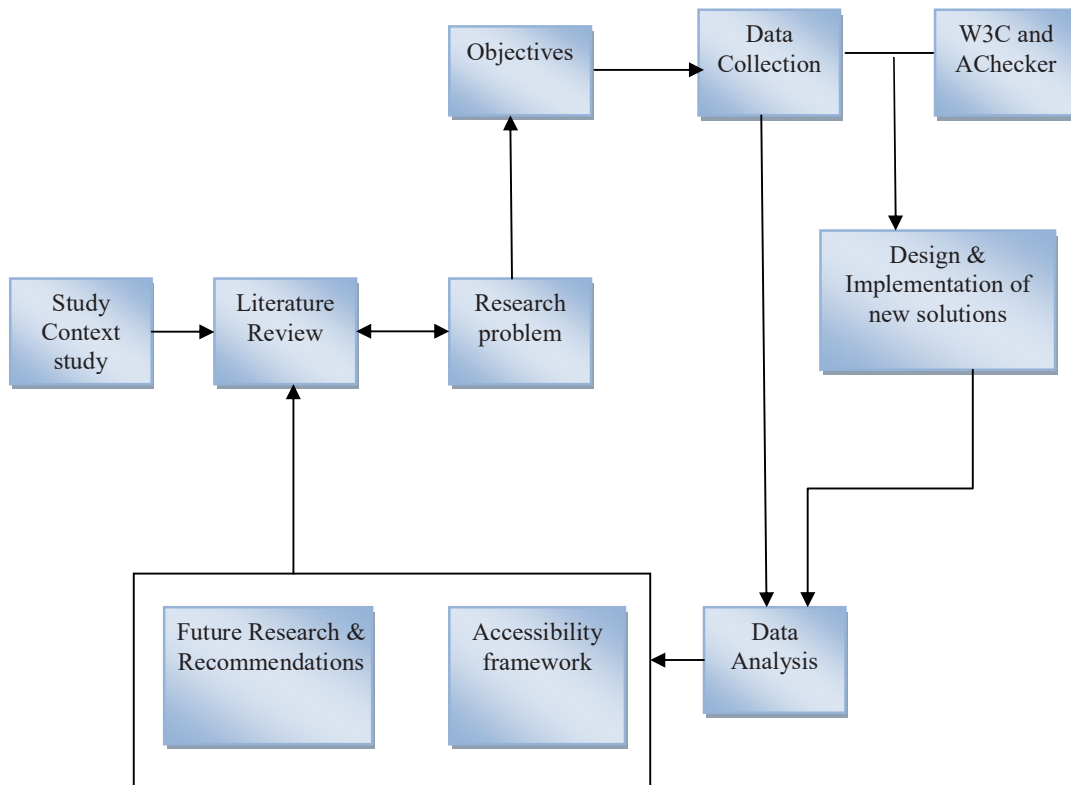 Objectives
Data
Collection
W3C and
AChecker
Design &
Implementation of
new solutions
Study
Context
study
Literature
Review
Research
problem
Future Research &
Recommendations
Accessibility
framework
Data
Analysis